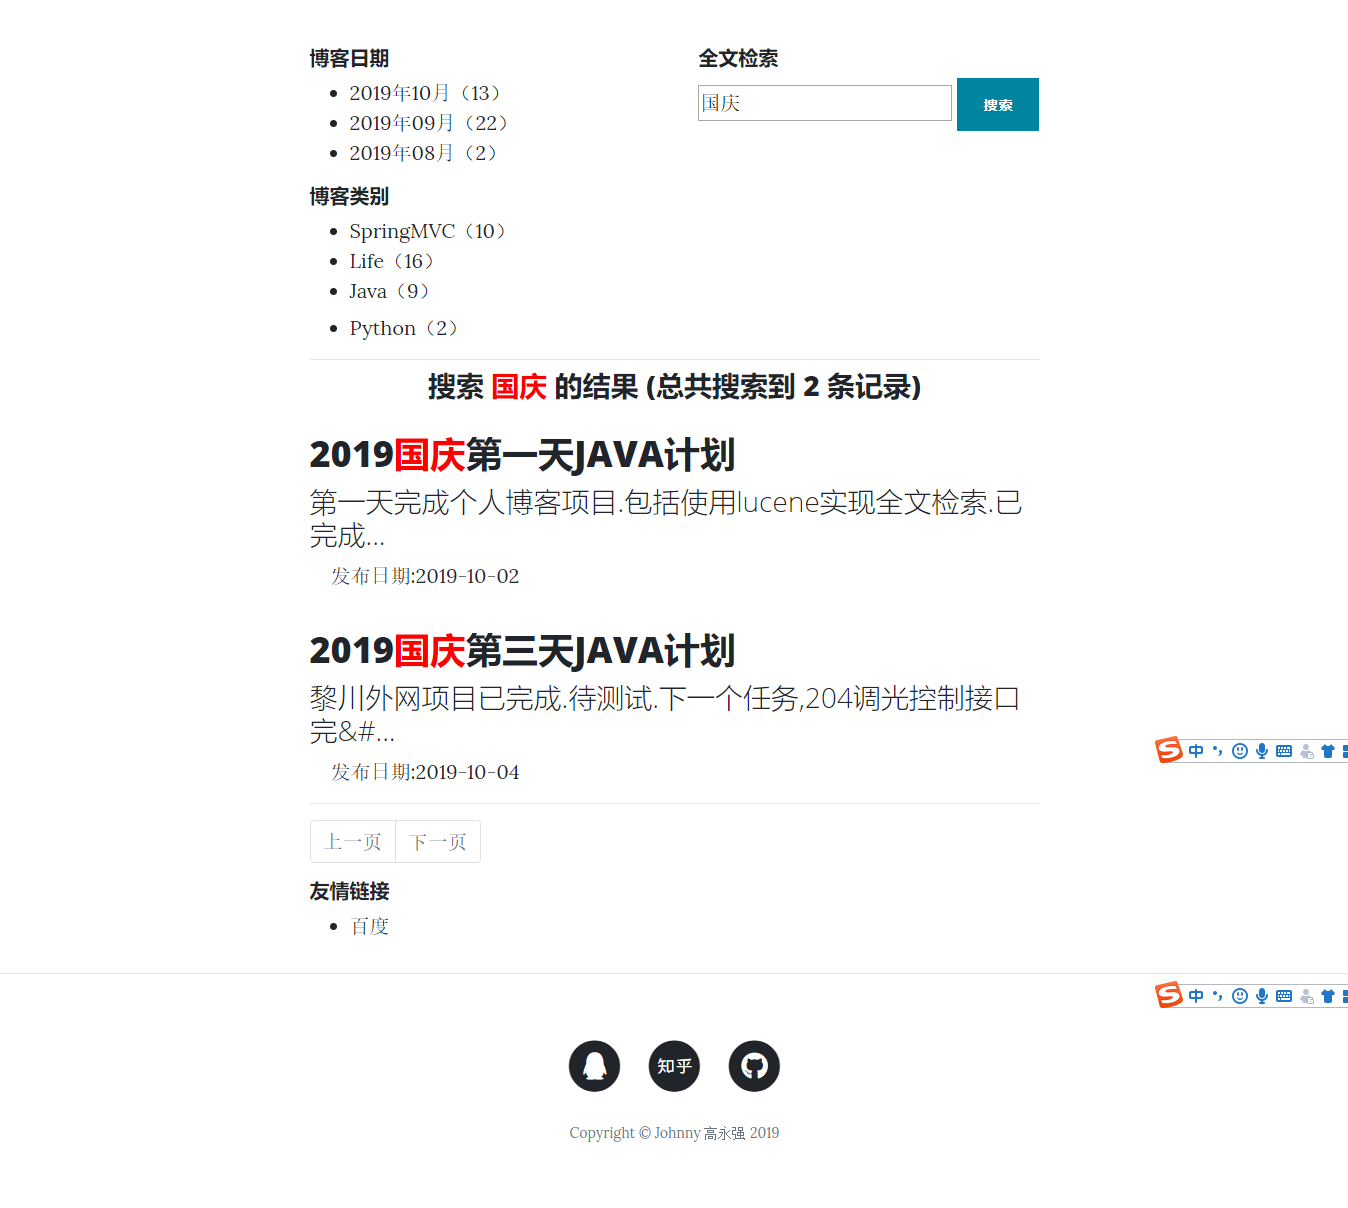 博客日期
2019年10月（13）
2019年09月（22）
2019年08月（2）
博客类别
SpringMVC（10）
Life（16）
Java（9）
Python（2）
全文检索
国庆 搜索
搜索 国庆 的结果 (总共搜索到 2 条记录)
2019国庆第一天JAVA计划
第一天完成个人博客项目.包括使用lucene实现全文检索.已
完成...
发布日期:2019-10-02
2019国庆第三天JAVA计划
黎川外网项目已完成.待测试.下一个任务,204调光控制接口
完&#...
发布日期:2019-10-04
上一页 下一页
友情链接
百度
中
中
知乎
Copyright © Johnny 高永强 2019